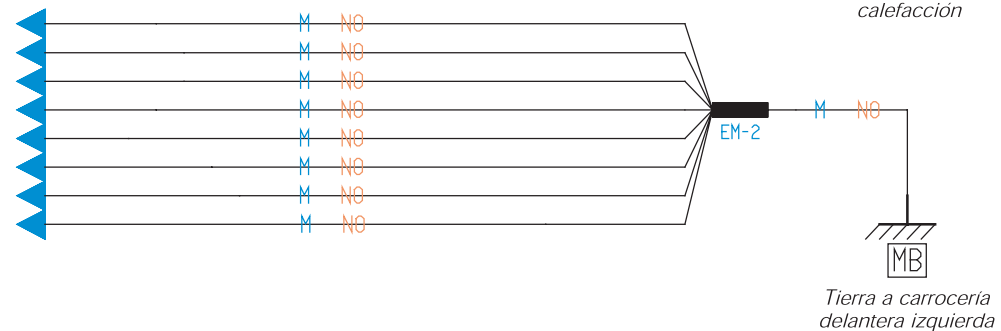 calefacción
M NO
M NO
M NO
M NO
M NO
M NO
M NO
M NO
EM-2
M NO
MB
Tierra a carrocería
delantera izquierda